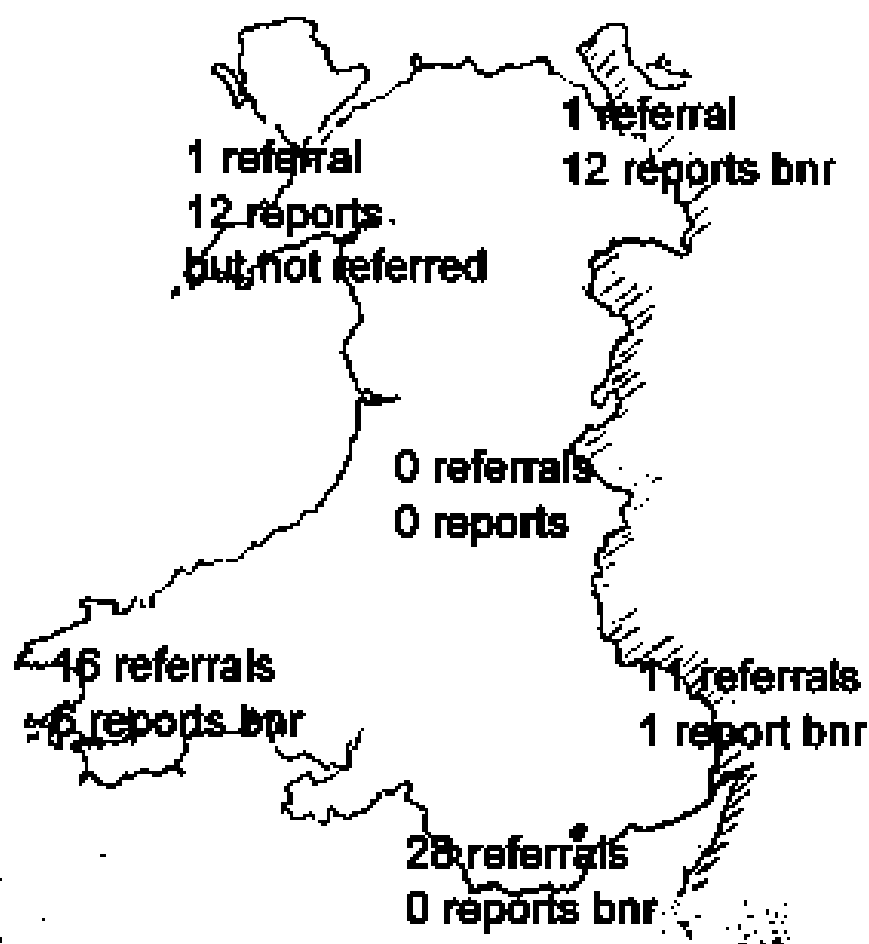 1 referral
12 reports bnr
1 referral
12 reports
but not referred
0 referrals
0 reports
16 referrals
6 reports bnr
11 referrals
1 report bnr
28 referrals
0 reports bnr